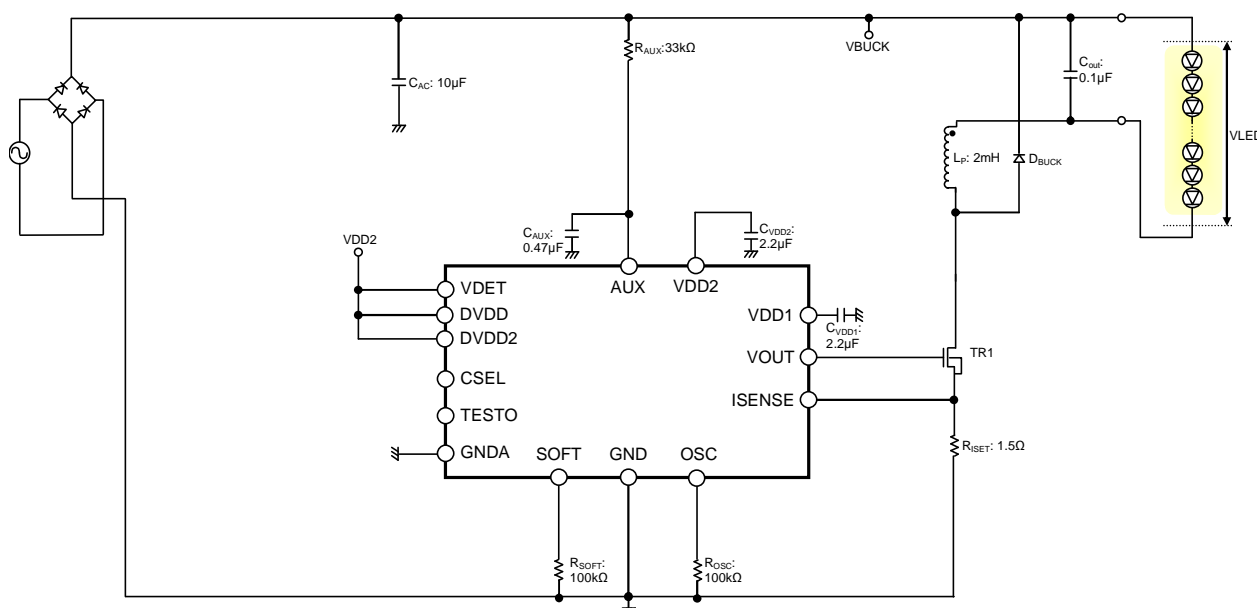 RAUX:33kΩ
VBUCK
CAC: 10μF
Cout:
0.1μF
VLED
LP: 2mH
DBUCK
CAUX:
0.47μF
CVDD2:
2.2μF
VDD2
AUX
VDD2
VDET
DVDD
DVDD2
CSEL
TESTO
GNDA
VDD1
VOUT
ISENSE
CVDD1:
2.2μF
TR1
SOFT
GND
OSC
RISET: 1.5Ω
RSOFT:
100kΩ
ROSC:
100kΩ